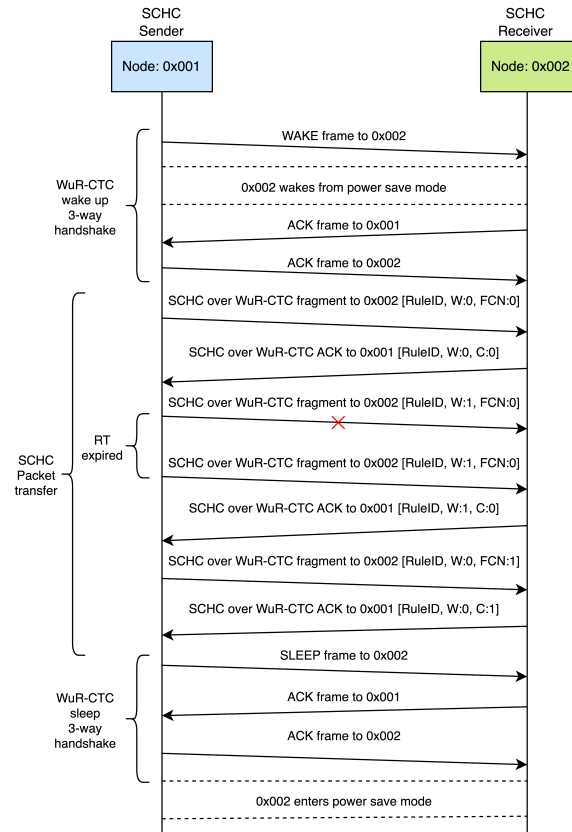 SCHC
Sender
SCHC
Receiver
Node: 0x001
Node: 0x002
WAKE frame to 0x002
WuR-CTC
wake up
3-way
handshake
0x002 wakes from power save mode
ACK frame to 0x001
ACK frame to 0x002
SCHC over WuR-CTC fragment to 0x002 [RuleID, W:0, FCN:0]
SCHC over WuR-CTC ACK to 0x001 [RuleID, W:0, C:0]
SCHC over WuR-CTC fragment to 0x002 [RuleID, W:1, FCN:0]
RT
expired
SCHC
Packet
transfer
SCHC over WuR-CTC fragment to 0x002 [RuleID, W:1, FCN:0]
SCHC over WuR-CTC ACK to 0x001 [RuleID, W:1, C:0]
SCHC over WuR-CTC fragment to 0x002 [RuleID, W:0, FCN:1]
SCHC over WuR-CTC ACK to 0x001 [RuleID, W:0, C:1]
SLEEP frame to 0x002
WuR-CTC
sleep
3-way
handshake
ACK frame to 0x001
ACK frame to 0x002
0x002 enters power save mode